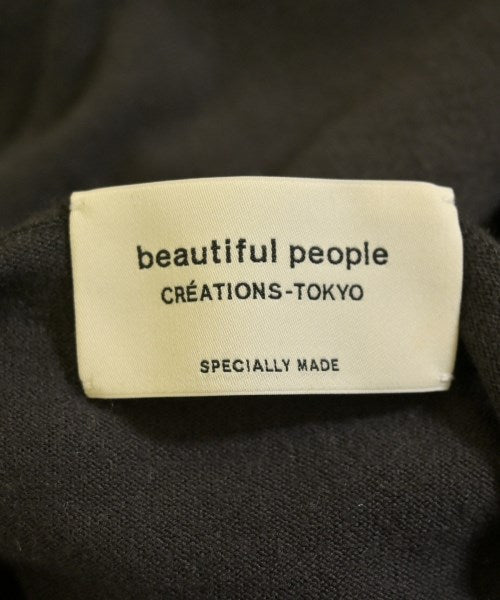 beautiful people
CRÉATIONS-TOKYO
SPECIALLY MADE